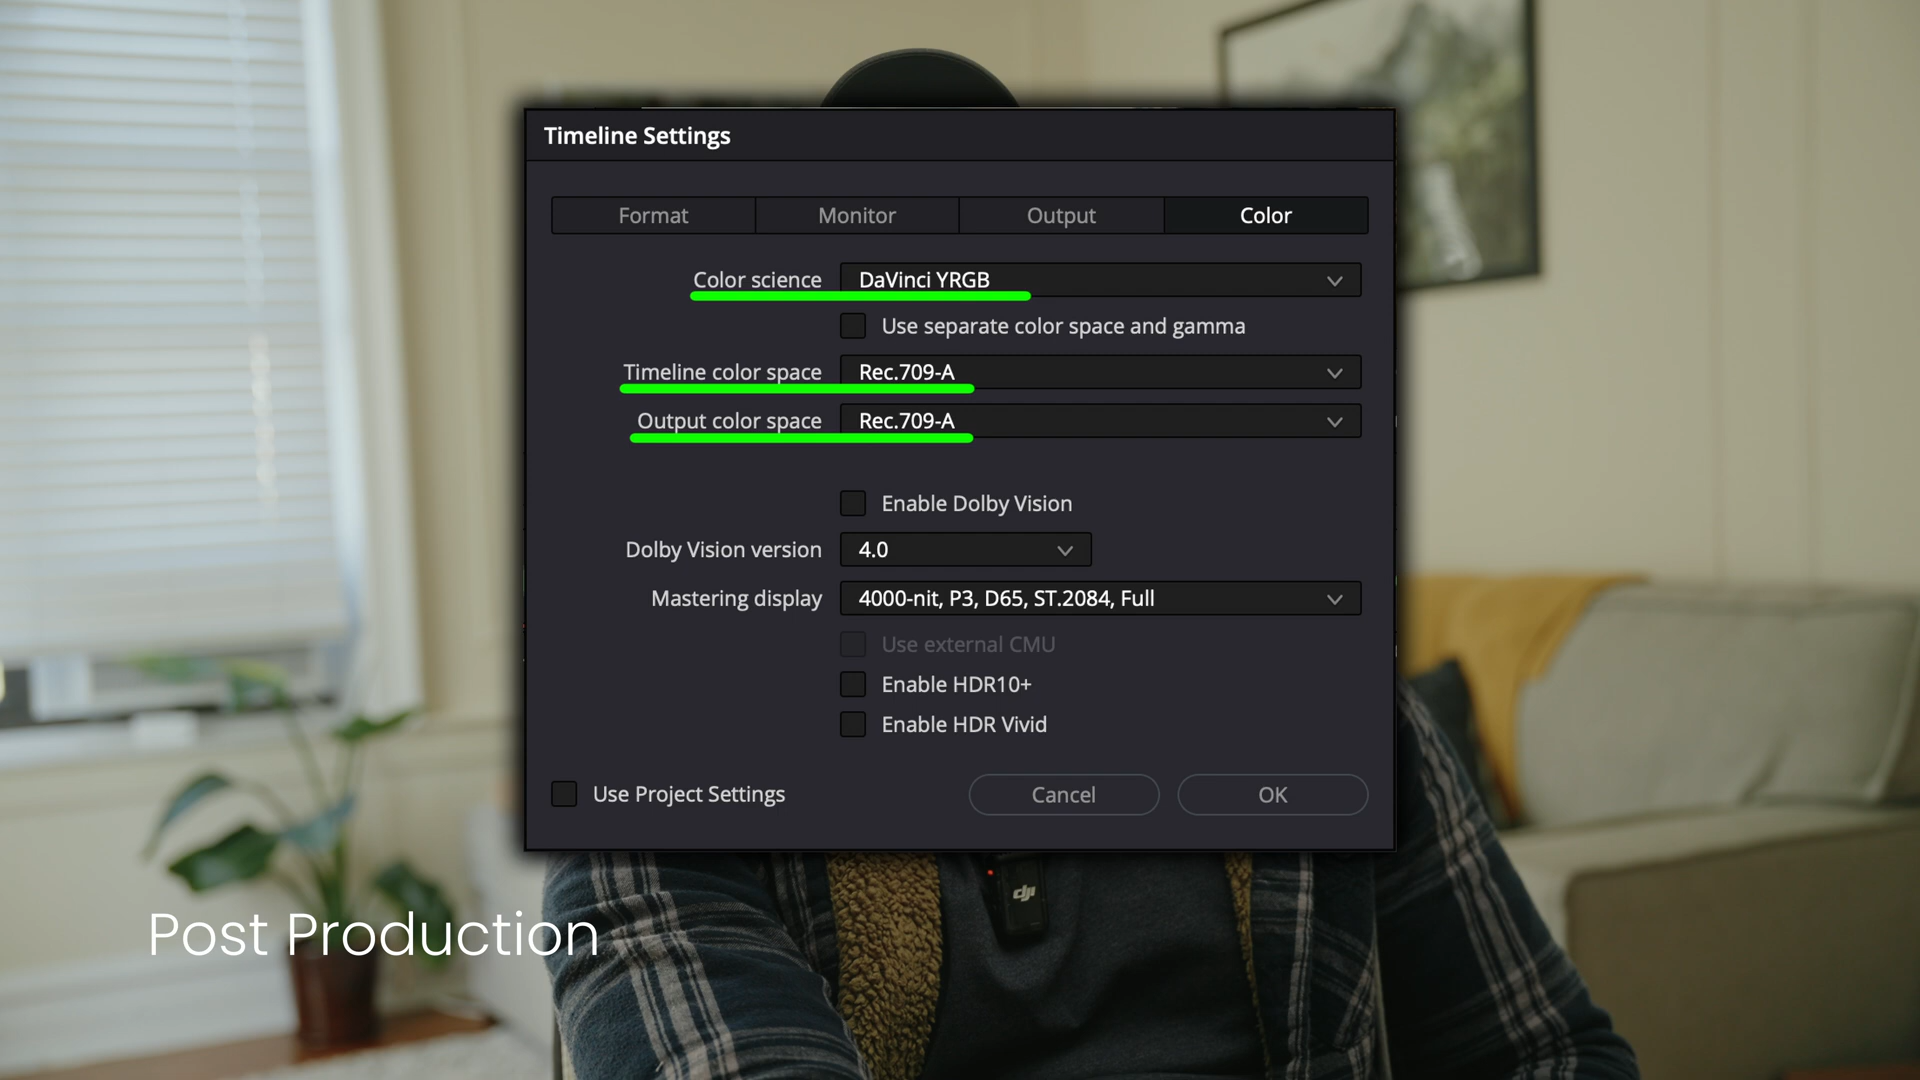 Timeline Settings
Format Monitor Output Color
Color science DaVinci YRGB
Use separate color space and gamma
Timeline color space Rec.709-A
Output color space Rec.709-A
Enable Dolby Vision
Dolby Vision version 4.0
Mastering display 4000-nit, P3, D65, ST.2084, Full
Use external CMU
Enable HDR10+
Enable HDR Vivid
Use Project Settings Cancel OK
dji
Post Production